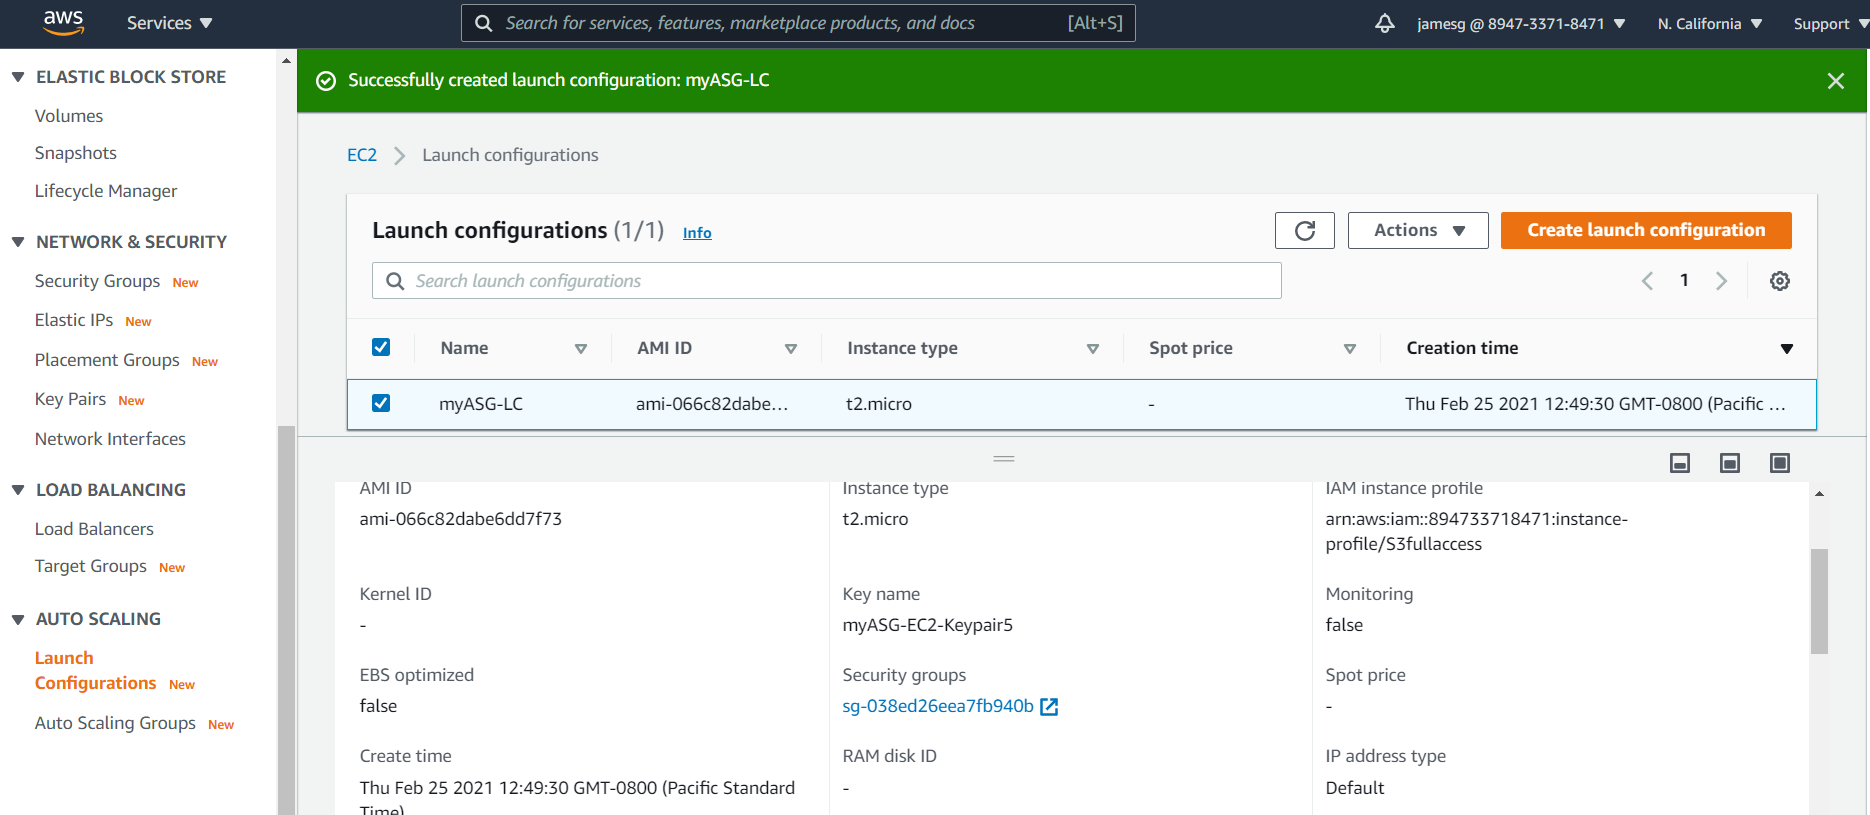 aws
Services
Search for services, features, marketplace products, and docs [Alt+S]
jamesg @ 8947-3371-8471
N. California
Support
ELASTIC BLOCK STORE
Volumes
Snapshots
Lifecycle Manager
NETWORK & SECURITY
Security Groups New
Elastic IPs New
Placement Groups New
Key Pairs New
Network Interfaces
LOAD BALANCING
Load Balancers
Target Groups New
AUTO SCALING
Launch
Configurations New
Auto Scaling Groups New
Successfully created launch configuration: myASG-LC
EC2 > Launch configurations
Launch configurations (1/1) Info
Actions
Create launch configuration
Search launch configurations
1
Name AMI ID Instance type Spot price Creation time
myASG-LC ami-066c82dabe... t2.micro - Thu Feb 25 2021 12:49:30 GMT-0800 (Pacific ...
AMI ID
ami-066c82dabe6dd7f73
Instance type
t2.micro
IAM instance profile
arn:aws:iam::894733718471:instance-
profile/S3fullaccess
Kernel ID
-
Key name
myASG-EC2-Keypair5
Monitoring
false
EBS optimized
false
Security groups
sg-038ed26eea7fb940b
Spot price
-
Create time
Thu Feb 25 2021 12:49:30 GMT-0800 (Pacific Standard
Time)
RAM disk ID
-
IP address type
Default